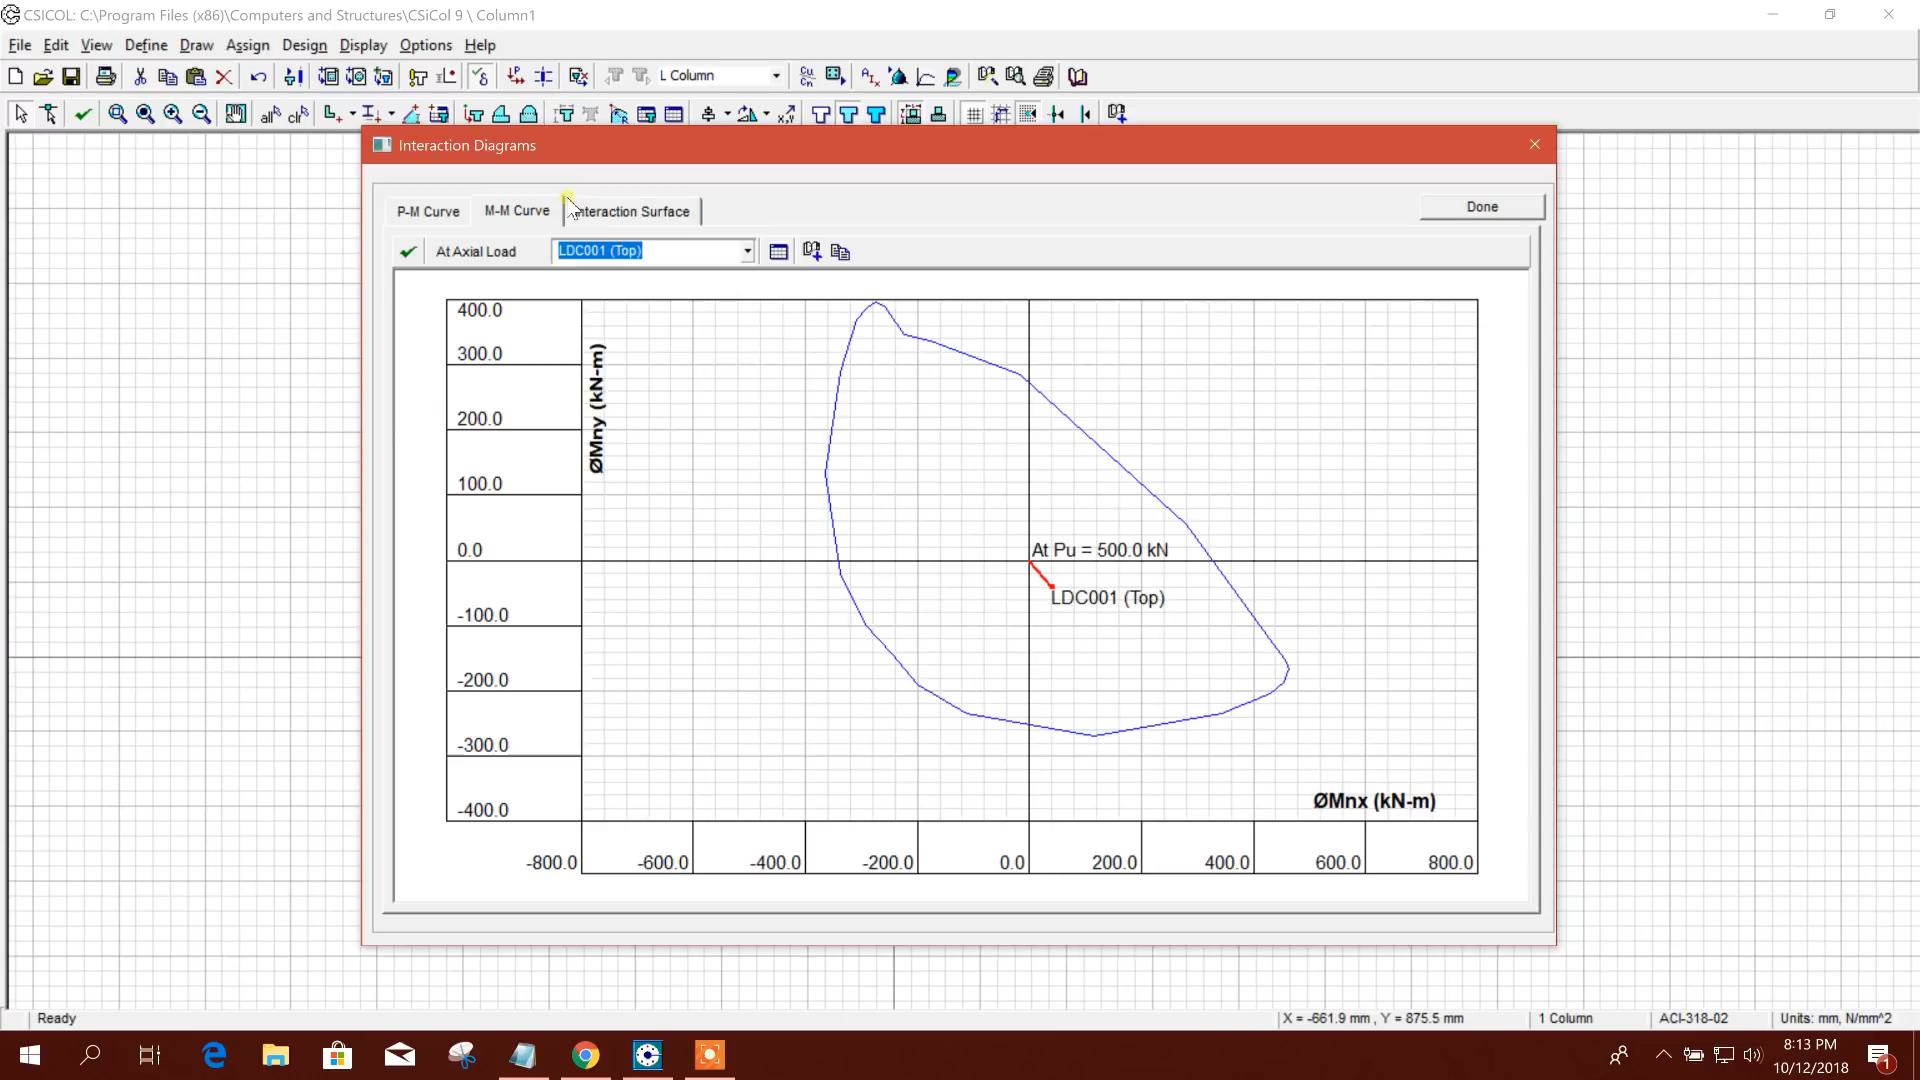 CSICOL: C:\Program Files (x86)\Computers and Structures\CSiCol 9 \ Column1
File Edit View Define Draw Assign Design Display Options Help
L Column
all clr
Interaction Diagrams
P-M Curve M-M Curve Interaction Surface Done
At Axial Load LDC001 (Top)
400.0
300.0
200.0
100.0
0.0
-100.0
-200.0
-300.0
-400.0
ØMny (kN-m)
At Pu = 500.0 kN
LDC001 (Top)
ØMnx (kN-m)
-800.0 -600.0 -400.0 -200.0 0.0 200.0 400.0 600.0 800.0
Ready X = -661.9 mm , Y = 875.5 mm 1 Column ACI-318-02 Units: mm, N/mm^2
8:13 PM
10/12/2018
1